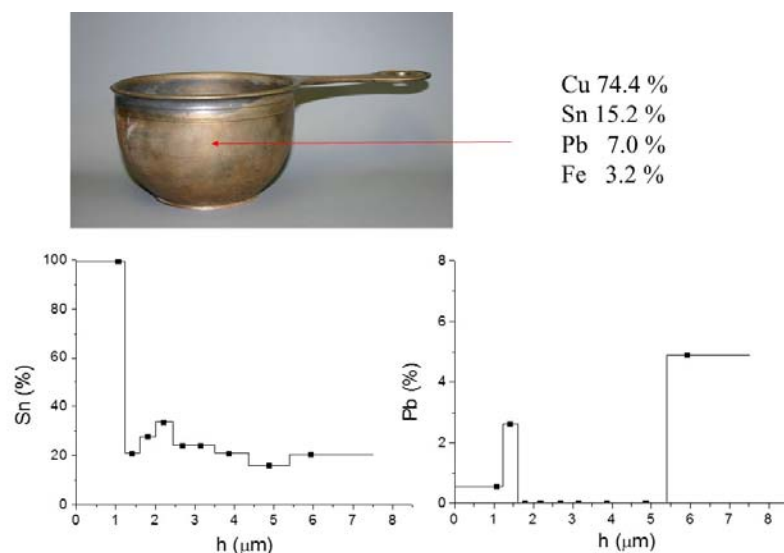 Cu 74.4 %
Sn 15.2 %
Pb 7.0 %
Fe 3.2 %
100
80
60
40
20
0
Sn (%)
0 1 2 3 4 5 6 7 8
h (μm)
8
6
4
2
0
Pb (%)
0 1 2 3 4 5 6 7 8
h (μm)